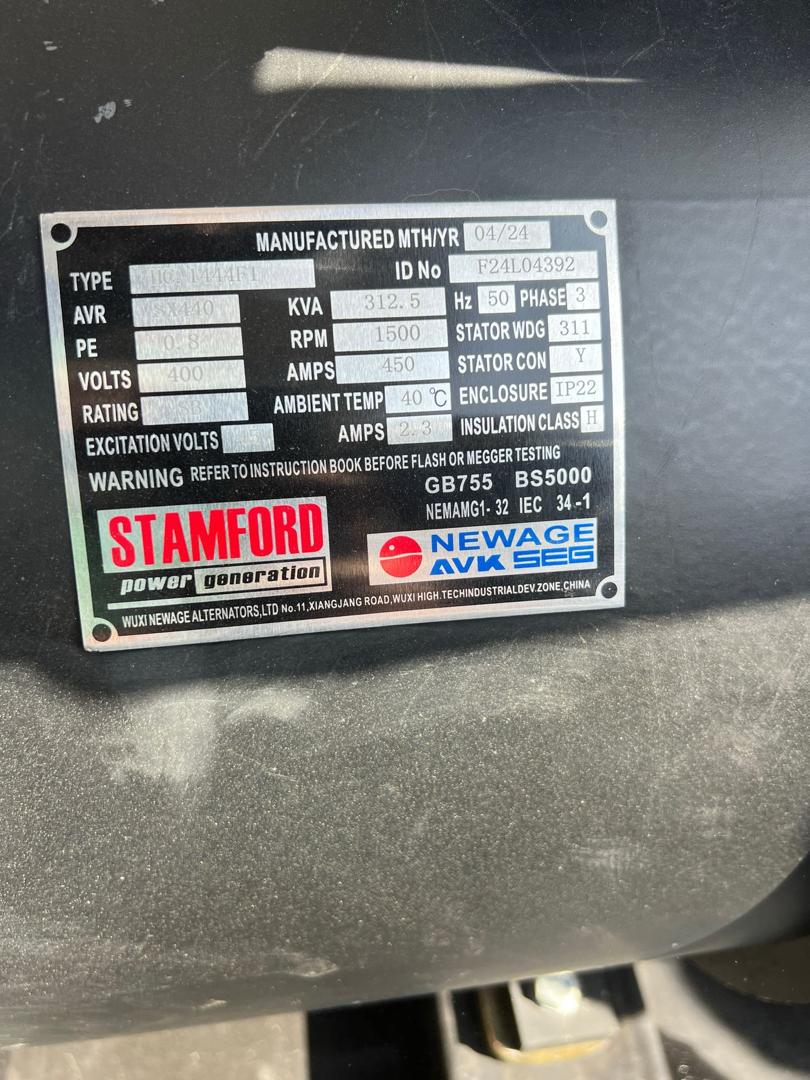 MANUFACTURED MTH/YR 04/24
TYPE ID No F24L04392
AVR SX440 KVA 312.5 Hz 50 PHASE 3
PE 0.8 RPM 1500 STATOR WDG 311
VOLTS 400 AMPS 450 STATOR CON Y
RATING SB AMBIENT TEMP 40 ℃ ENCLOSURE IP22
EXCITATION VOLTS AMPS 2.3 INSULATION CLASS H
WARNING REFER TO INSTRUCTION BOOK BEFORE FLASH OR MEGGER TESTING
GB755 BS5000
NEMAMG1-32 IEC 34-1
STAMFORD
power generation
NEWAGE
AVK SEG
WUXI NEWAGE ALTERNATORS,LTD No.11,XIANGJANG ROAD,WUXI HIGH.TECHINDUSTRIALDEV.ZONE,CHINA